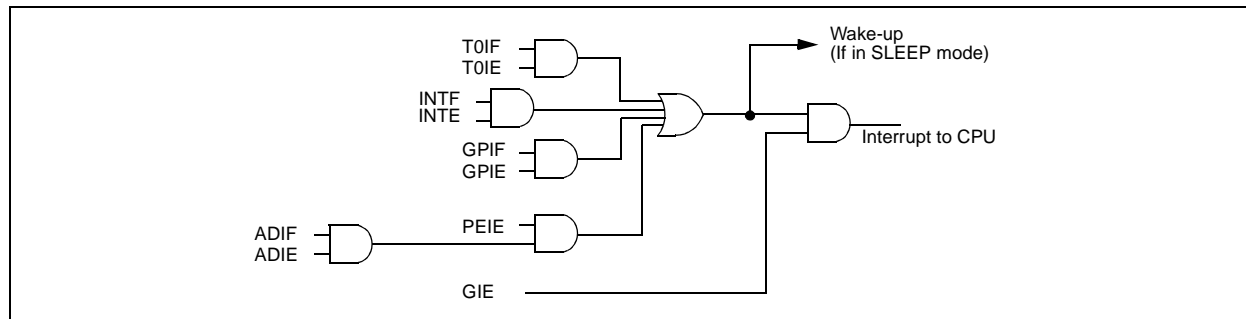 Wake-up
(If in SLEEP mode)
T0IF
T0IE
INTF
INTE
GPIF
GPIE
Interrupt to CPU
PEIE
ADIF
ADIE
GIE